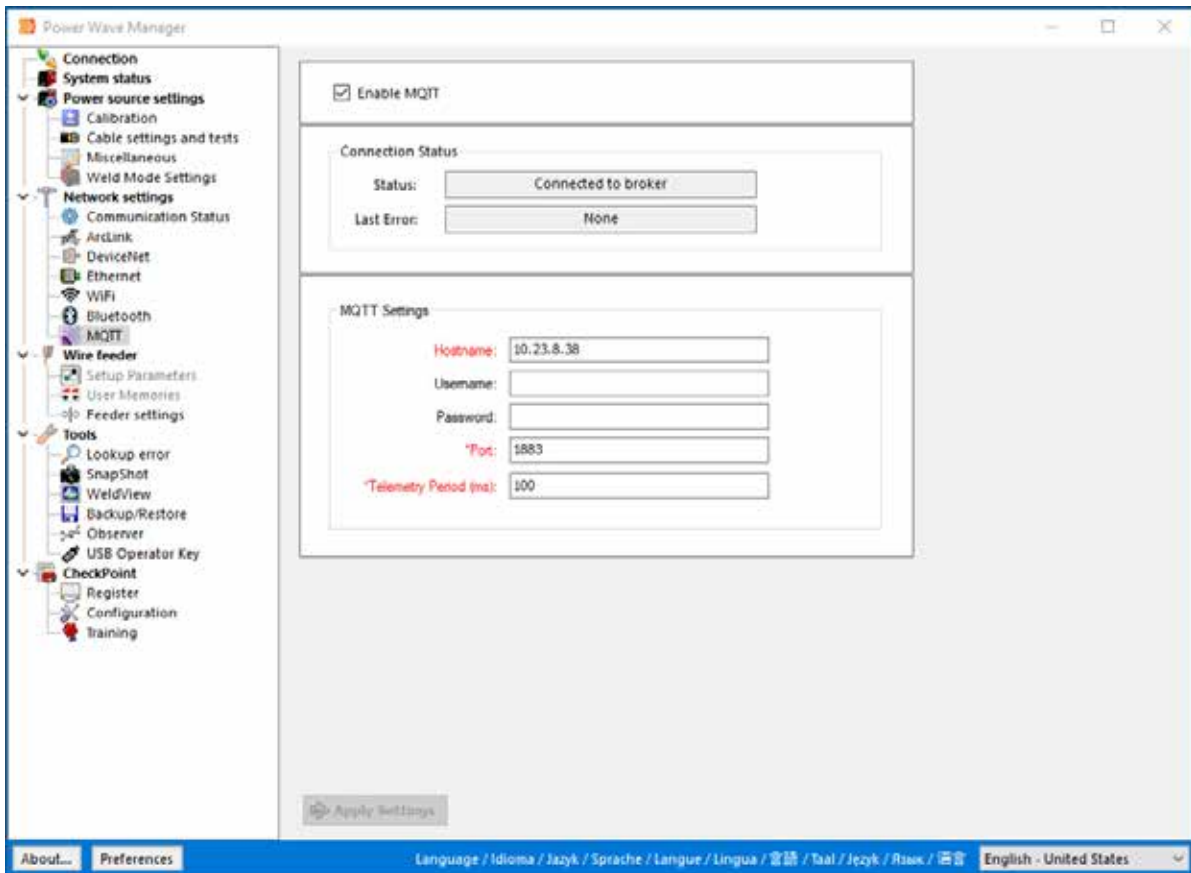 Power Wave Manager
Connection
System status
Power source settings
Calibration
Cable settings and tests
Miscellaneous
Weld Mode Settings
Network settings
Communication Status
ArcLink
DeviceNet
Ethernet
WiFi
Bluetooth
MQTT
Wire feeder
Setup Parameters
User Memories
Feeder settings
Tools
Lookup error
SnapShot
WeldView
Backup/Restore
Observer
USB Operator Key
CheckPoint
Register
Configuration
Training
Enable MQTT
Connection Status
Status: Connected to broker
Last Error: None
MQTT Settings
Hostname: 10.23.8.38
Username:
Password:
*Port: 1883
*Telemetry Period (ms): 100
Apply Settings
About... Preferences Language / Idioma / Jazyk / Sprache / Langue / Lingua / 言語 / Taal / Język / Язык / 语言 English - United States